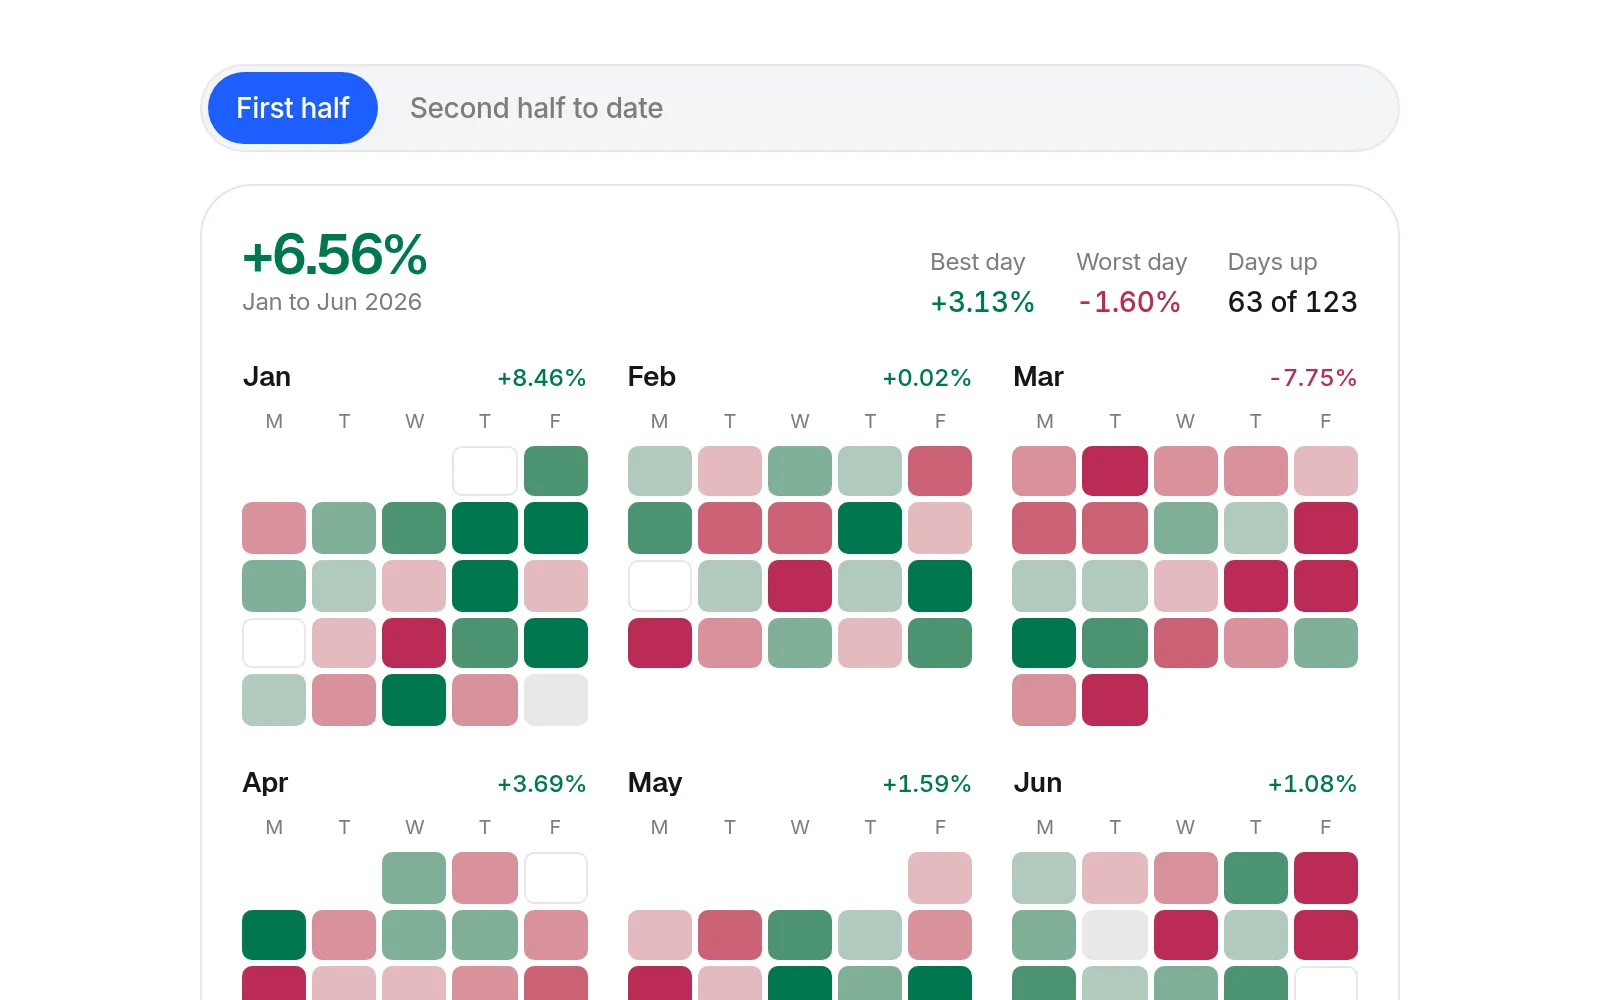 First half
Second half to date
+6.56%
Jan to Jun 2026
Best day
+3.13%
Worst day
-1.60%
Days up
63 of 123
Jan +8.46%
M T W T F
Feb +0.02%
M T W T F
Mar -7.75%
M T W T F
Apr +3.69%
M T W T F
May +1.59%
M T W T F
Jun +1.08%
M T W T F